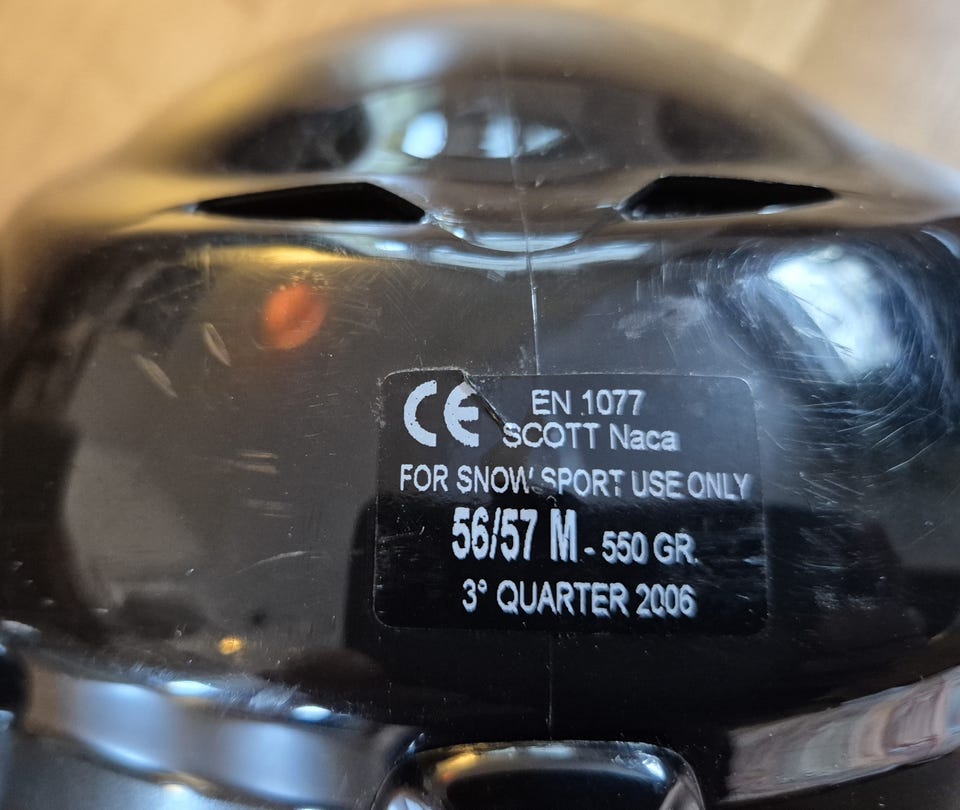 CE EN 1077
SCOTT Naca
FOR SNOW SPORT USE ONLY
56/57 M - 550 GR.
3° QUARTER 2006